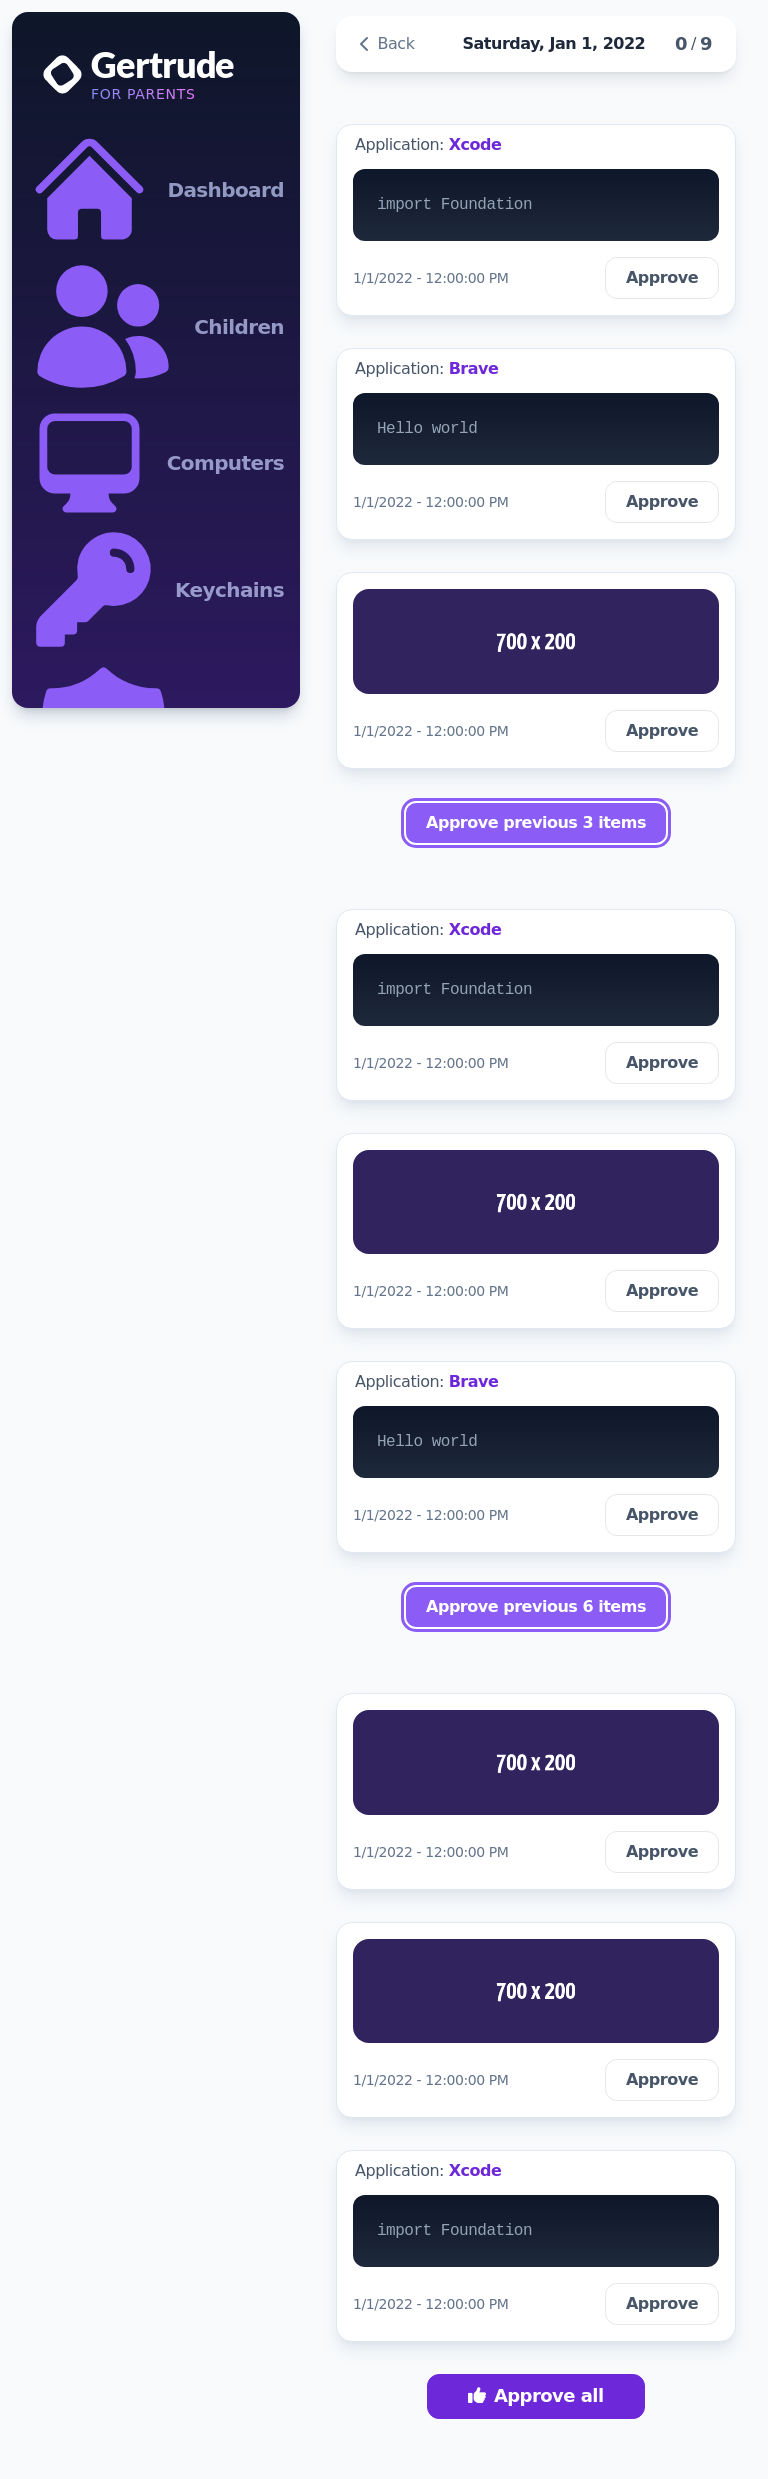 Gertrude
FOR PARENTS
Dashboard
Children
Computers
Keychains
Back
Saturday, Jan 1, 2022
0 / 9
Application: Xcode
import Foundation
1/1/2022 - 12:00:00 PM
Approve
Application: Brave
Hello world
1/1/2022 - 12:00:00 PM
Approve
700 x 200
1/1/2022 - 12:00:00 PM
Approve
Approve previous 3 items
Application: Xcode
import Foundation
1/1/2022 - 12:00:00 PM
Approve
700 x 200
1/1/2022 - 12:00:00 PM
Approve
Application: Brave
Hello world
1/1/2022 - 12:00:00 PM
Approve
Approve previous 6 items
700 x 200
1/1/2022 - 12:00:00 PM
Approve
700 x 200
1/1/2022 - 12:00:00 PM
Approve
Application: Xcode
import Foundation
1/1/2022 - 12:00:00 PM
Approve
Approve all